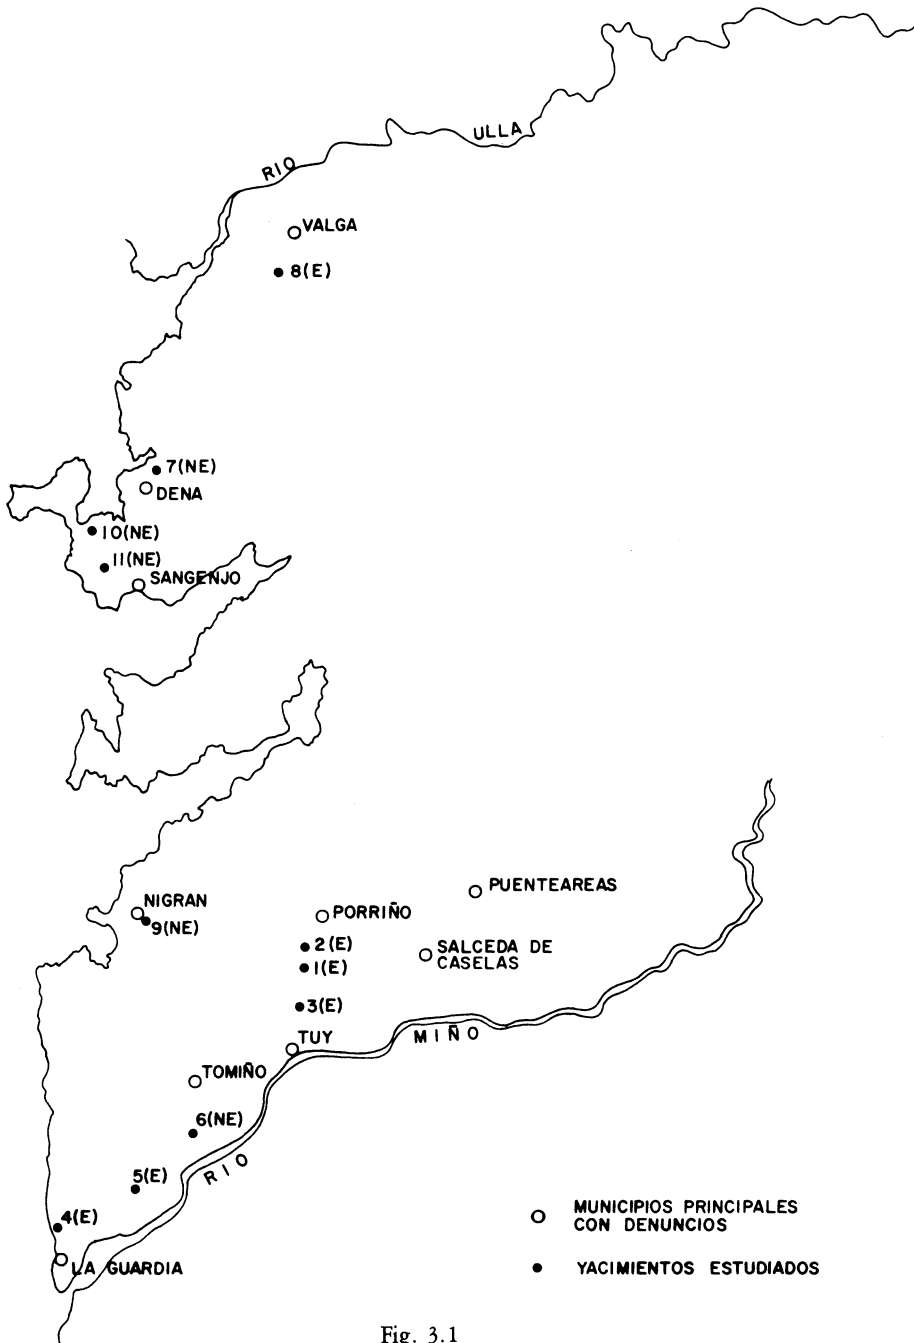 RIO ULLA
VALGA
8(E)
7(NE)
DENA
10(NE)
11(NE)
SANGENJO
NIGRAN
9(NE)
PUENTEAREAS
PORRIÑO
2(E)
SALCEDA DE
CASELAS
1(E)
3(E)
TUY
RIO MIÑO
TOMIÑO
6(NE)
5(E)
4(E)
LA GUARDIA
MUNICIPIOS PRINCIPALES
CON DENUNCIOS
YACIMIENTOS ESTUDIADOS
Fig. 3.1